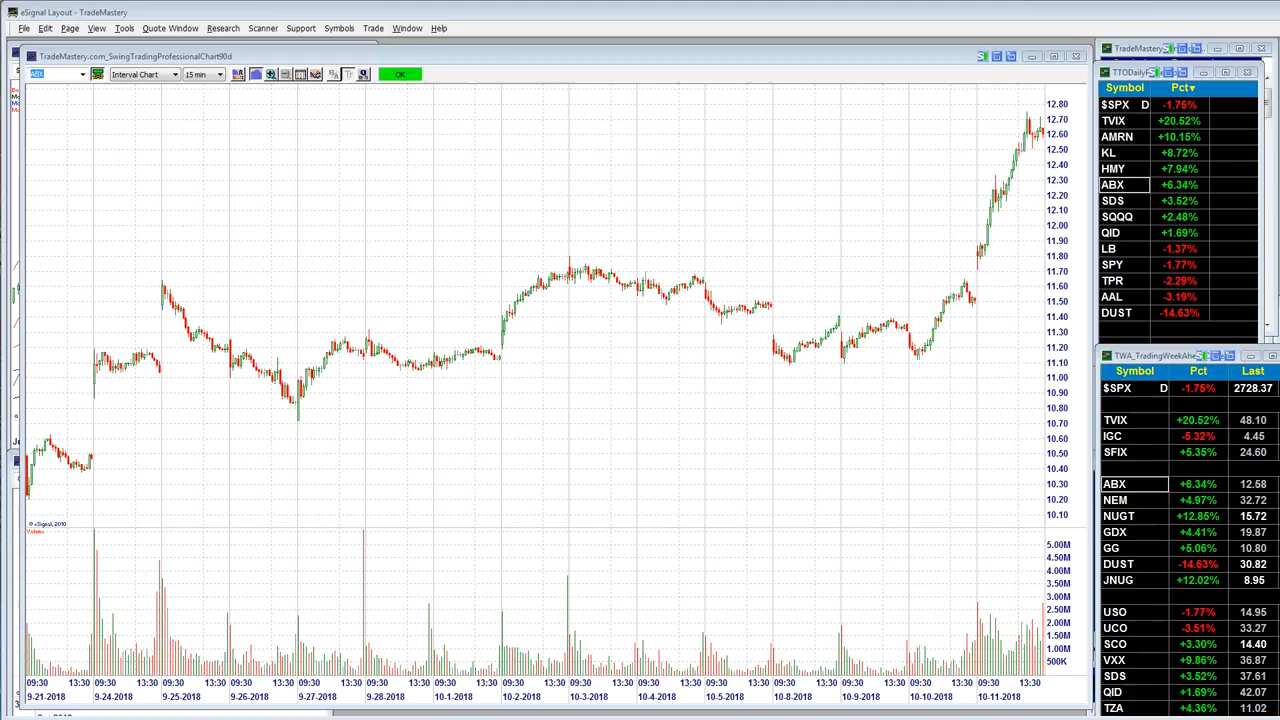 eSignal Layout - TradeMastery
File Edit Page View Tools Quote Window Research Scanner Support Symbols Trade Window Help
TradeMastery.com_SwingTradingProfessionalChart90d
ABX Interval Chart 15 min OK
12.80
12.70
12.60
12.50
12.40
12.30
12.20
12.10
12.00
11.90
11.80
11.70
11.60
11.50
11.40
11.30
11.20
11.10
11.00
10.90
10.80
10.70
10.60
10.50
10.40
10.30
10.20
10.10
© eSignal, 2010
Volume
5.00M
4.50M
4.00M
3.50M
3.00M
2.50M
2.00M
1.50M
1.00M
500K
09:30 13:30 09:30 13:30 09:30 13:30 09:30 13:30 09:30 13:30 09:30 13:30 09:30 13:30 09:30 13:30 09:30 13:30 09:30 13:30 09:30 13:30 09:30 13:30 09:30 13:30 09:30 13:30 09:30 13:30
9-21-2018 9-24-2018 9-25-2018 9-26-2018 9-27-2018 9-28-2018 10-1-2018 10-2-2018 10-3-2018 10-4-2018 10-5-2018 10-8-2018 10-9-2018 10-10-2018 10-11-2018
TradeMastery
Symbol Pct
$SPX D -1.75%
TVIX +20.52%
AMRN +10.15%
KL +8.72%
HMY +7.94%
ABX +6.34%
SDS +3.52%
SQQQ +2.48%
QID +1.69%
LB -1.37%
SPY -1.77%
TPR -2.29%
AAL -3.19%
DUST -14.63%
TWA_TradingWeekAhe
Symbol Pct Last
$SPX D -1.75% 2728.37
TVIX +20.52% 48.10
IGC -5.32% 4.45
SFIX +5.35% 24.60
ABX +6.34% 12.58
NEM +4.97% 32.72
NUGT +12.85% 15.72
GDX +4.41% 19.87
GG +5.06% 10.80
DUST -14.63% 30.82
JNUG +12.02% 8.95
USO -1.77% 14.95
UCO -3.51% 33.27
SCO +3.30% 14.40
VXX +9.86% 36.87
SDS +3.52% 37.61
QID +1.69% 42.07
TZA +4.36% 11.02